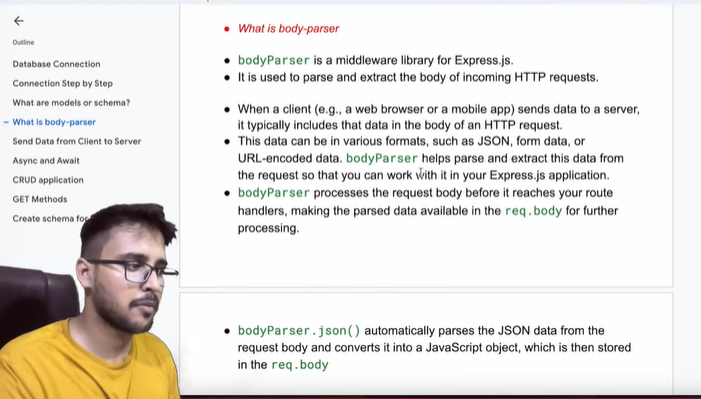 Outline
Database Connection
Connection Step by Step
What are models or schema?
What is body-parser
Send Data from Client to Server
Async and Await
CRUD application
GET Methods
Create schema for
What is body-parser
bodyParser is a middleware library for Express.js.
It is used to parse and extract the body of incoming HTTP requests.
When a client (e.g., a web browser or a mobile app) sends data to a server,
it typically includes that data in the body of an HTTP request.
This data can be in various formats, such as JSON, form data, or
URL-encoded data. bodyParser helps parse and extract this data from
the request so that you can work with it in your Express.js application.
bodyParser processes the request body before it reaches your route
handlers, making the parsed data available in the req.body for further
processing.
bodyParser.json() automatically parses the JSON data from the
request body and converts it into a JavaScript object, which is then stored
in the req.body